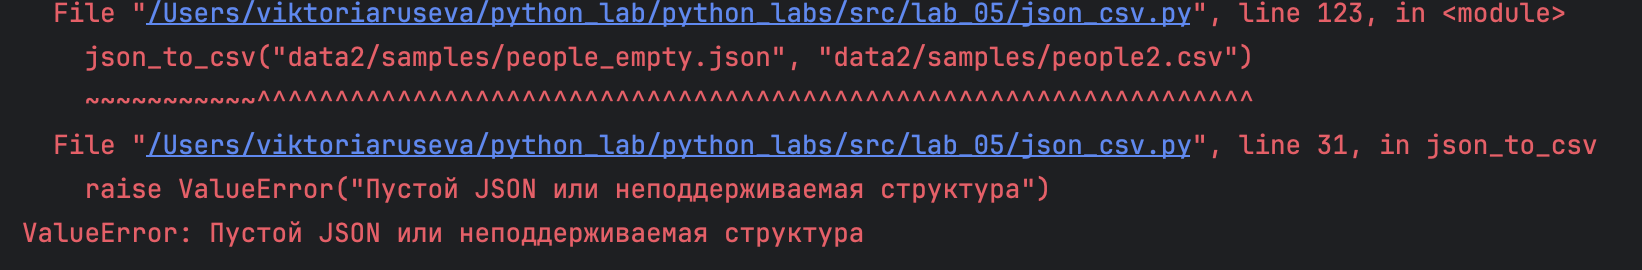 File "/Users/viktoriaruseva/python_lab/python_labs/src/lab_05/json_csv.py", line 123, in <module>
json_to_csv("data2/samples/people_empty.json", "data2/samples/people2.csv")
~~~~~~~~~~~^^^^^^^^^^^^^^^^^^^^^^^^^^^^^^^^^^^^^^^^^^^^^^^^^^^^^^^^^^^^^^^^
File "/Users/viktoriaruseva/python_lab/python_labs/src/lab_05/json_csv.py", line 31, in json_to_csv
raise ValueError("Пустой JSON или неподдерживаемая структура")
ValueError: Пустой JSON или неподдерживаемая структура